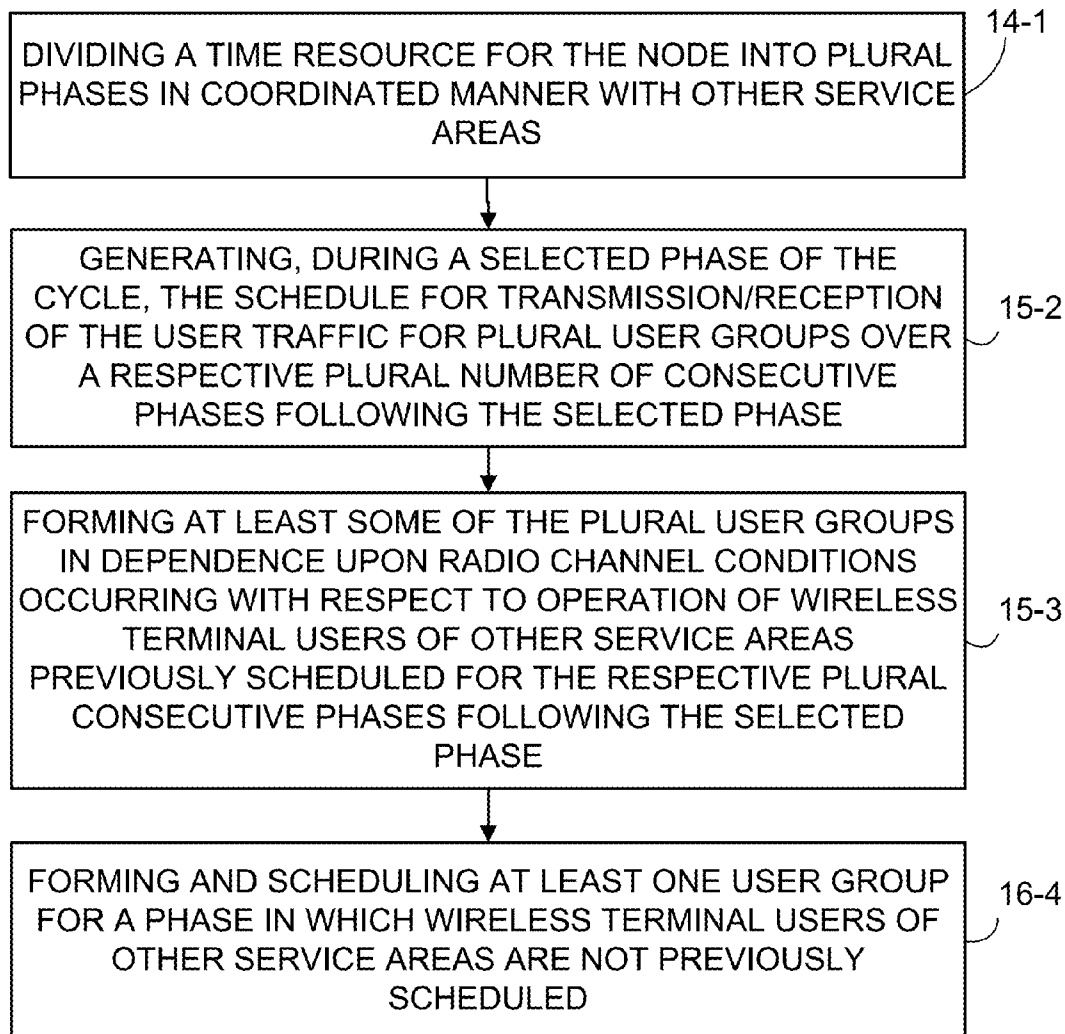 14-1
DIVIDING A TIME RESOURCE FOR THE NODE INTO PLURAL
PHASES IN COORDINATED MANNER WITH OTHER SERVICE
AREAS
GENERATING, DURING A SELECTED PHASE OF THE
CYCLE, THE SCHEDULE FOR TRANSMISSION/RECEPTION
OF THE USER TRAFFIC FOR PLURAL USER GROUPS OVER
A RESPECTIVE PLURAL NUMBER OF CONSECUTIVE
PHASES FOLLOWING THE SELECTED PHASE
15-2
FORMING AT LEAST SOME OF THE PLURAL USER GROUPS
IN DEPENDENCE UPON RADIO CHANNEL CONDITIONS
OCCURRING WITH RESPECT TO OPERATION OF WIRELESS
TERMINAL USERS OF OTHER SERVICE AREAS
PREVIOUSLY SCHEDULED FOR THE RESPECTIVE PLURAL
CONSECUTIVE PHASES FOLLOWING THE SELECTED
PHASE
15-3
FORMING AND SCHEDULING AT LEAST ONE USER GROUP
FOR A PHASE IN WHICH WIRELESS TERMINAL USERS OF
OTHER SERVICE AREAS ARE NOT PREVIOUSLY
SCHEDULED
16-4